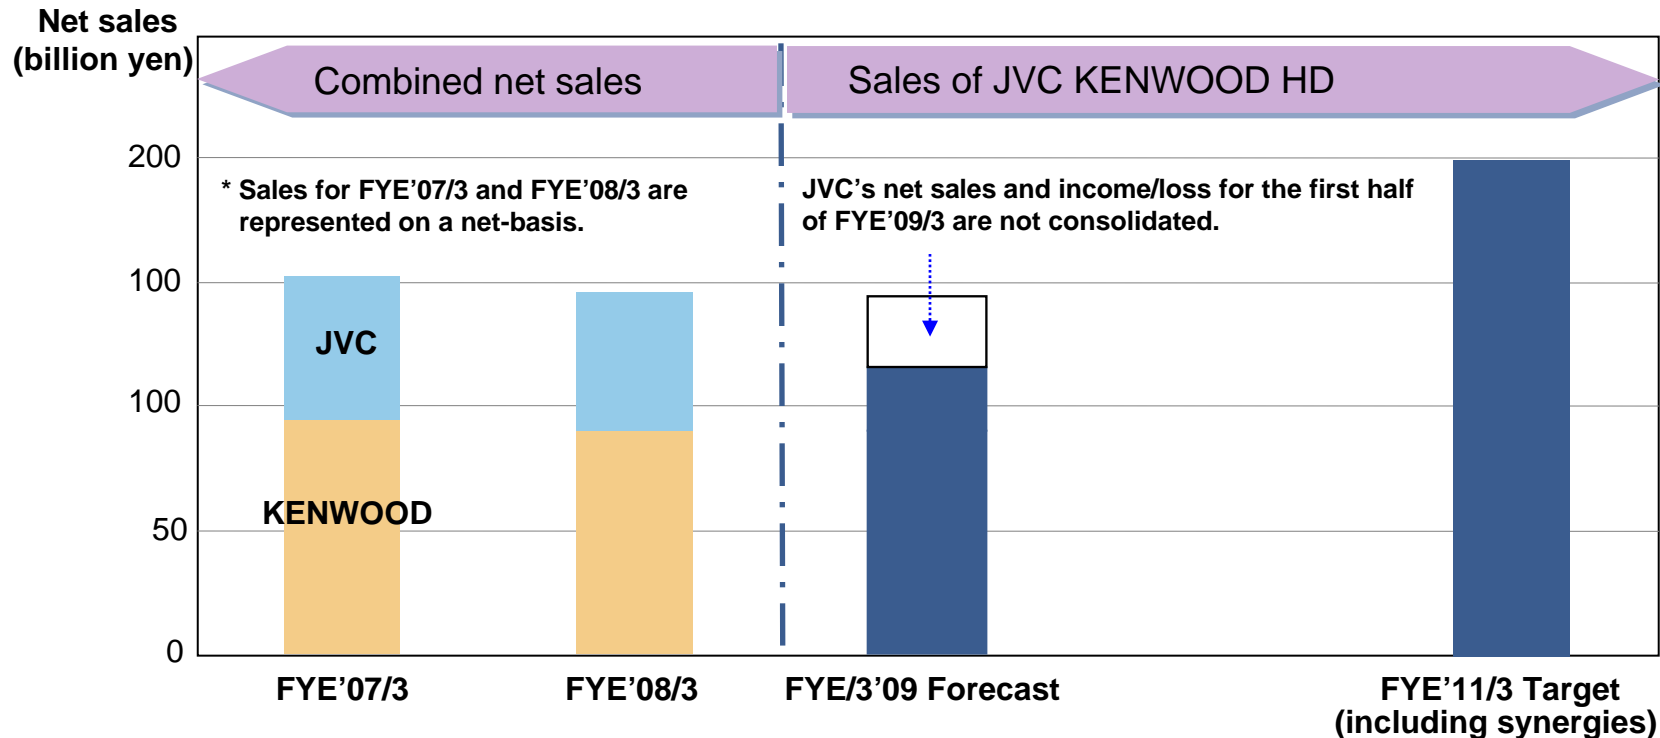 Net sales
(billion yen)
Combined net sales
Sales of JVC KENWOOD HD
200
* Sales for FYE'07/3 and FYE'08/3 are
represented on a net-basis.
JVC's net sales and income/loss for the first half
of FYE'09/3 are not consolidated.
100
JVC
100
KENWOOD
50
0
FYE'07/3
FYE'08/3
FYE/3'09 Forecast
FYE'11/3 Target
(including synergies)